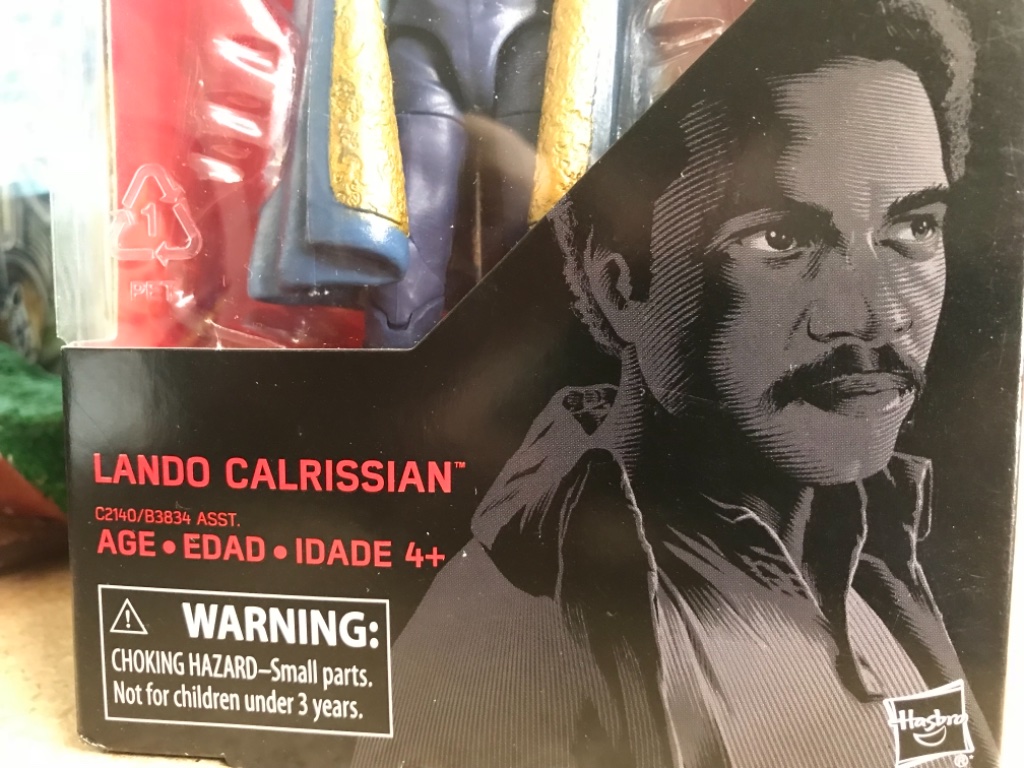 1
PET
LANDO CALRISSIAN™
C2140/B3834 ASST.
AGE • EDAD • IDADE 4+
⚠ WARNING:
CHOKING HAZARD–Small parts.
Not for children under 3 years.
Hasbro
®